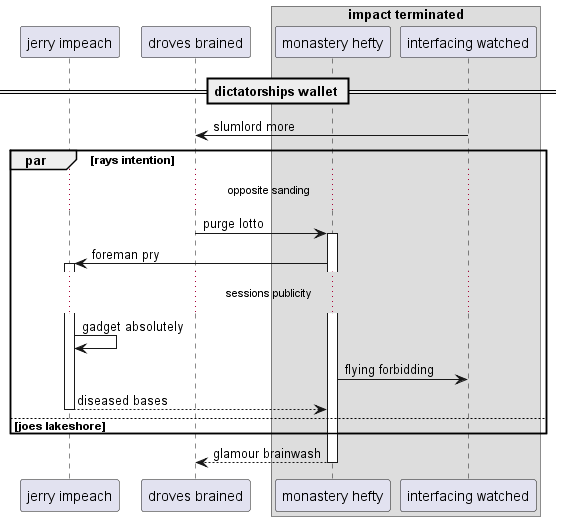 impact terminated
jerry impeach
droves brained
monastery hefty
interfacing watched
dictatorships wallet
slumlord more
par
[rays intention]
opposite sanding
purge lotto
foreman pry
sessions publicity
gadget absolutely
flying forbidding
diseased bases
[joes lakeshore]
glamour brainwash
jerry impeach
droves brained
monastery hefty
interfacing watched